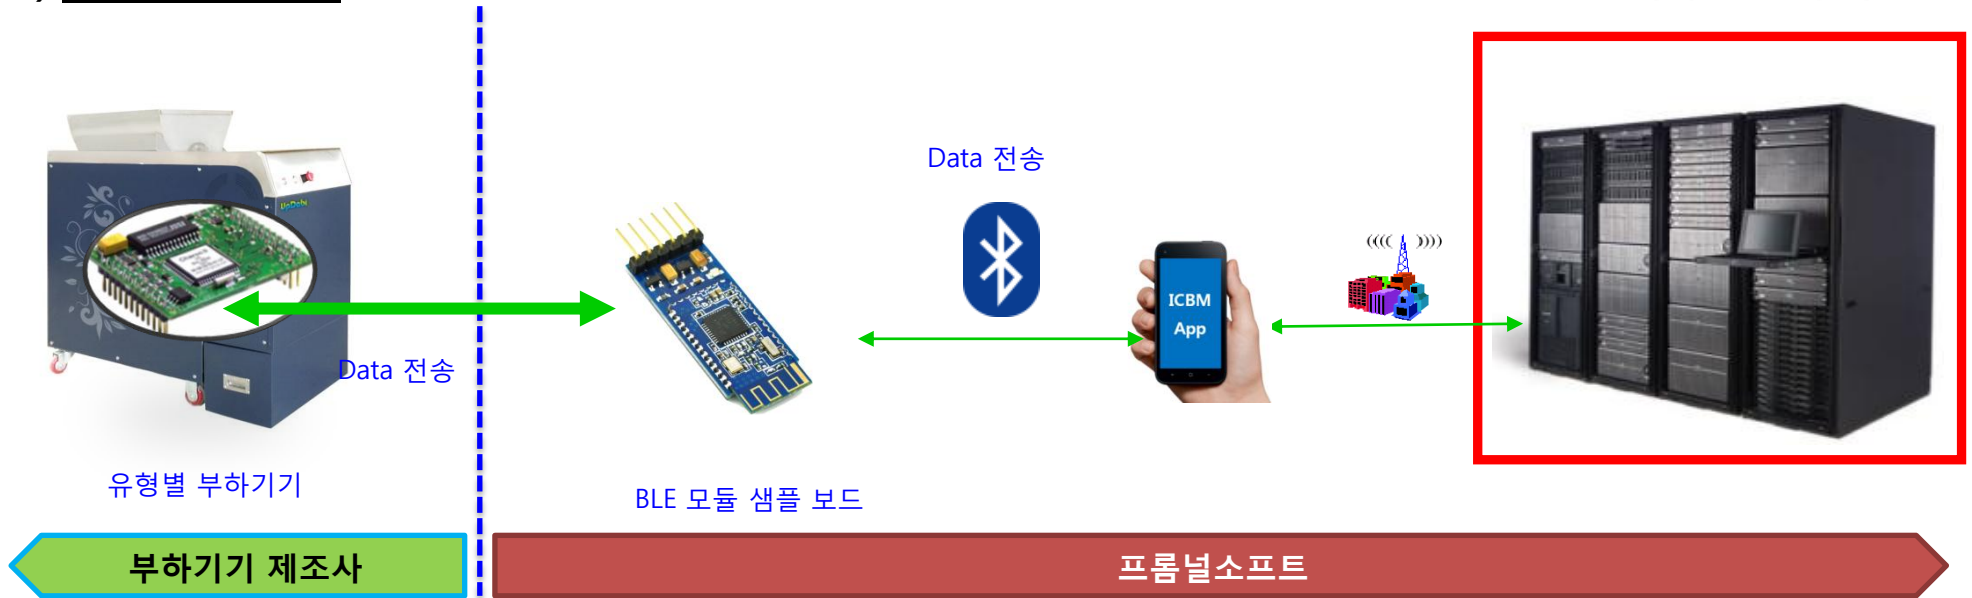 Data 전송
ICBM
App
Data 전송
유형별 부하기기
BLE 모듈 샘플 보드
부하기기 제조사
프롬널소프트